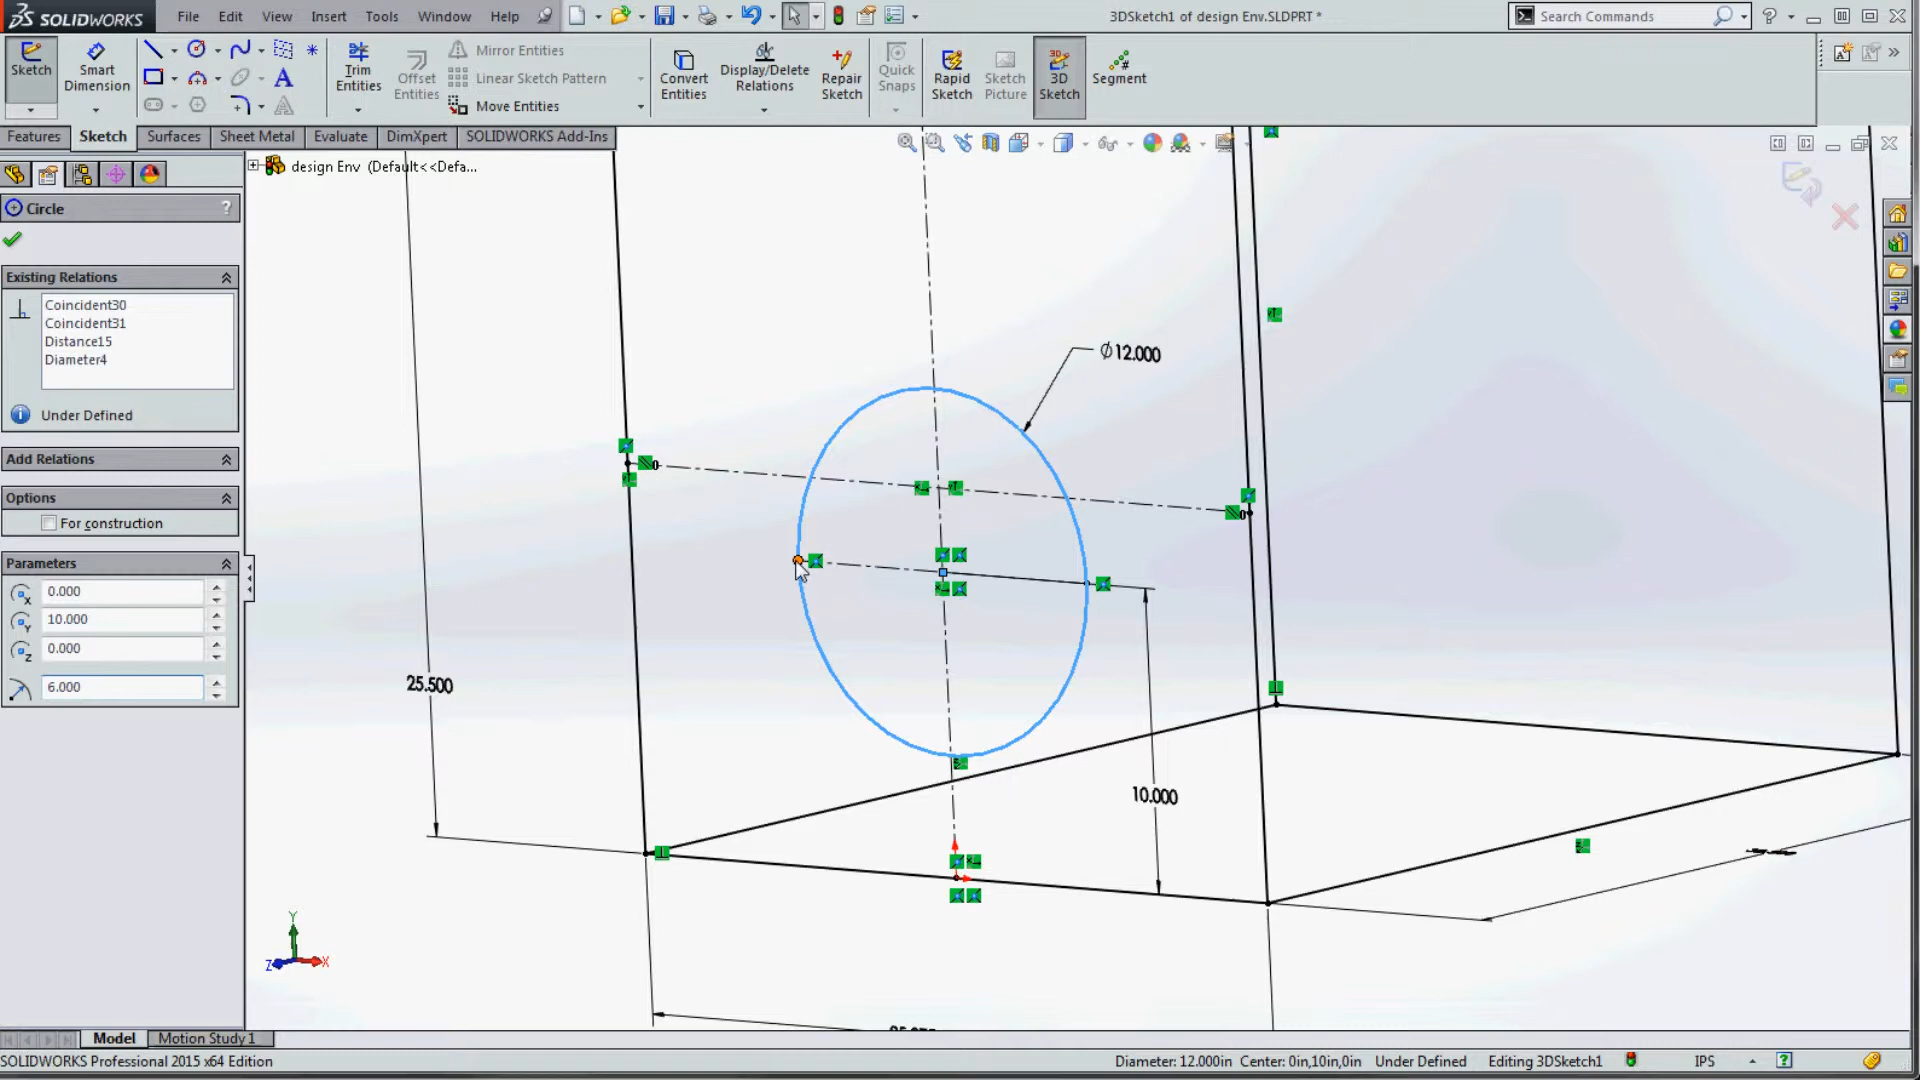 SOLIDWORKS
File Edit View Insert Tools Window Help
3DSketch1 of design Env.SLDPRT *
Search Commands
Sketch
Smart Dimension
Trim Entities
Offset Entities
Mirror Entities
Linear Sketch Pattern
Move Entities
Convert Entities
Display/Delete Relations
Repair Sketch
Quick Snaps
Rapid Sketch
Sketch Picture
3D Sketch
Segment
Features Sketch Surfaces Sheet Metal Evaluate DimXpert SOLIDWORKS Add-Ins
design Env (Default<<Defa...
Circle
?
Existing Relations
Coincident30
Coincident31
Distance15
Diameter4
Under Defined
Add Relations
Options
For construction
Parameters
0.000
10.000
0.000
6.000
Ø12.000
25.500
10.000
Y
Z
X
Model Motion Study 1
SOLIDWORKS Professional 2015 x64 Edition
Diameter: 12.000in Center: 0in,10in,0in Under Defined Editing 3DSketch1 IPS